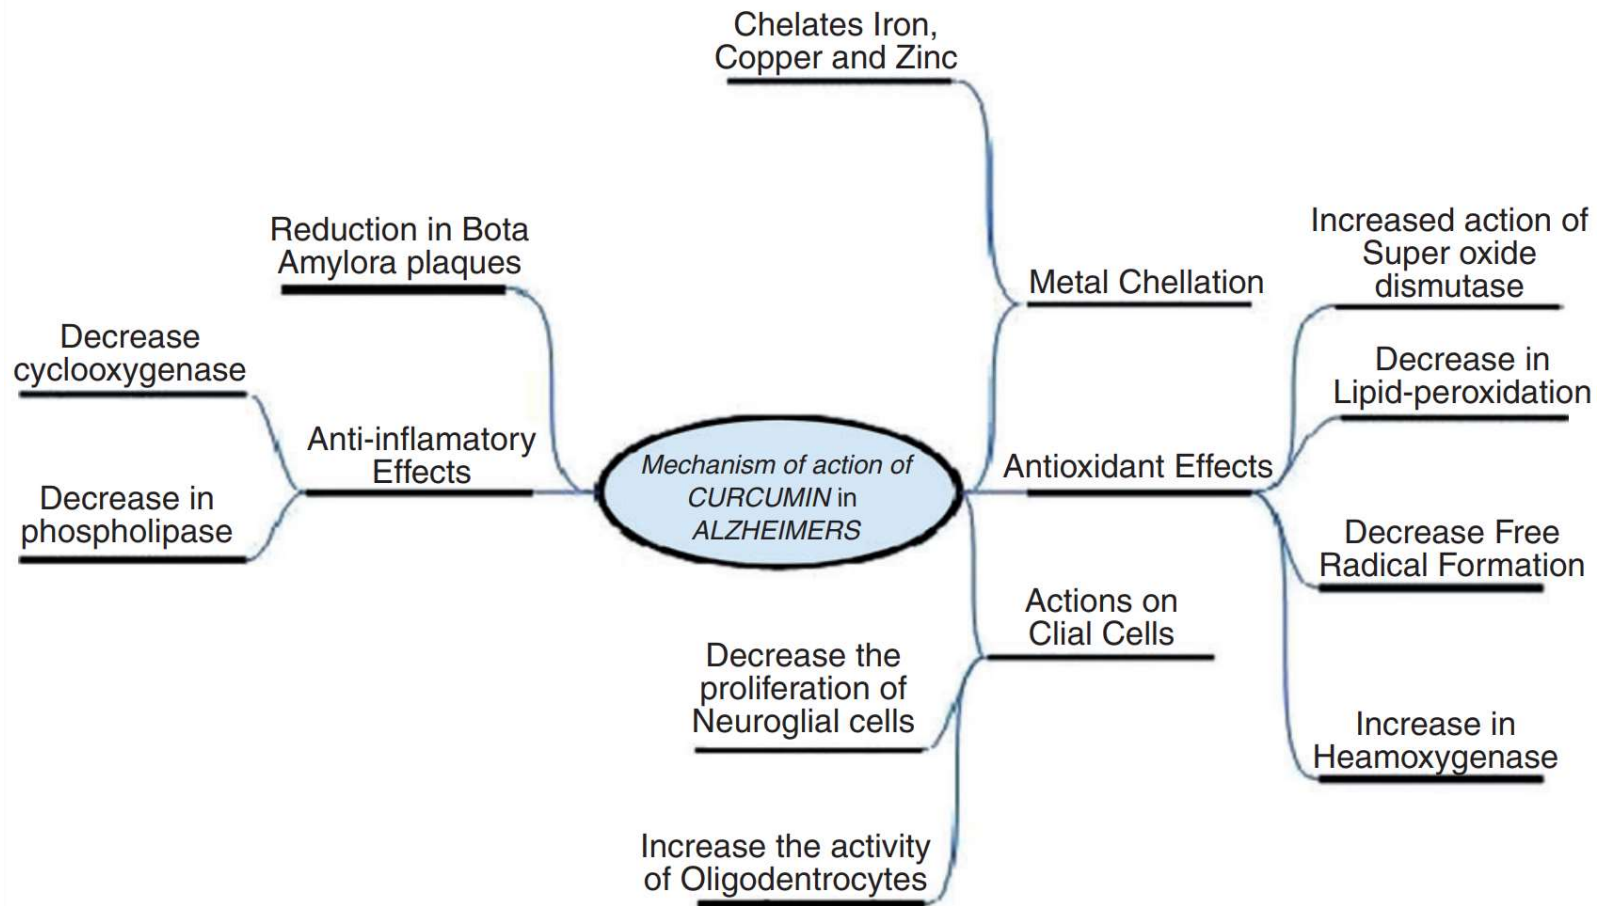 Chelates Iron,
Copper and Zinc
Reduction in Bota
Amylora plaques
Decrease
cyclooxygenase
Anti-inflamatory
Effects
Decrease in
phospholipase
Mechanism of action of
CURCUMIN in
ALZHEIMERS
Metal Chellation
Increased action of
Super oxide
dismutase
Decrease in
Lipid-peroxidation
Antioxidant Effects
Decrease Free
Radical Formation
Increase in
Heamoxygenase
Actions on
Clial Cells
Decrease the
proliferation of
Neuroglial cells
Increase the activity
of Oligodentrocytes